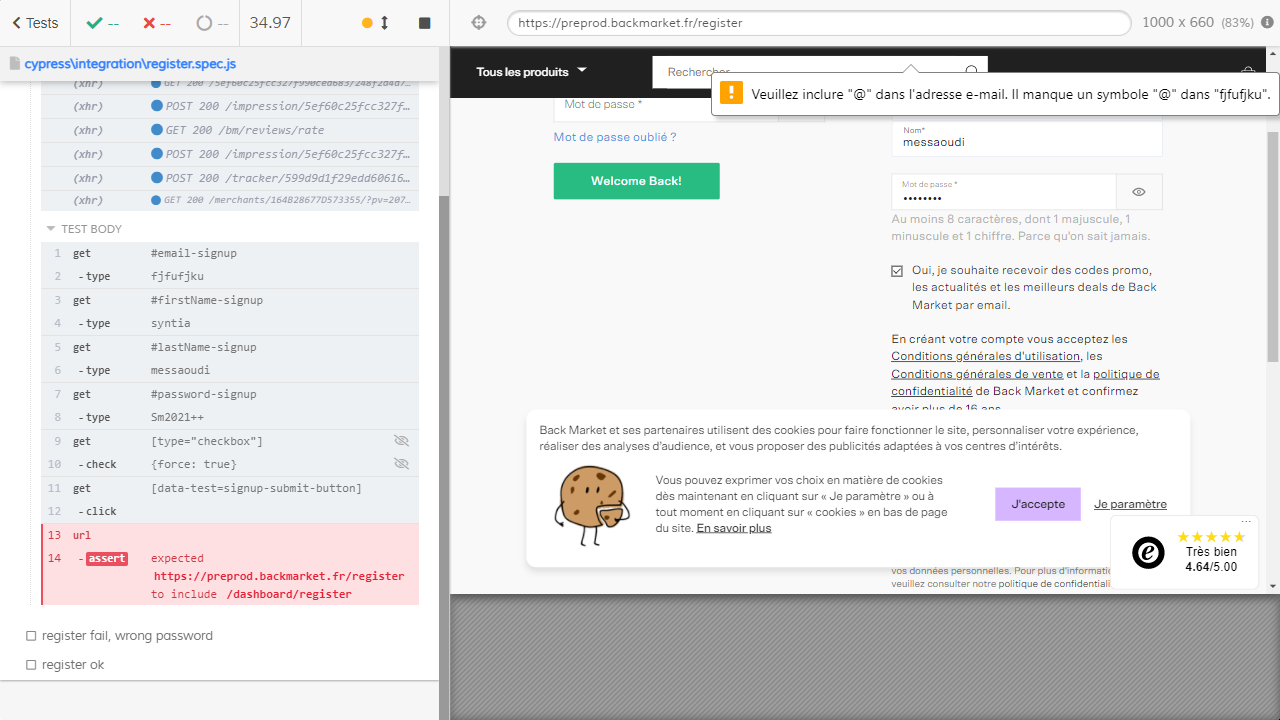 Tests
--
--
--
34.97
https://preprod.backmarket.fr/register
1000 x 660 (83%)
cypress\integration\register.spec.js
(xhr) GET 200 /5ef60c25fcc327f990ced683/248f2d4d7…
(xhr) POST 200 /impression/5ef60c25fcc327f…
(xhr) GET 200 /bm/reviews/rate
(xhr) POST 200 /impression/5ef60c25fcc327f…
(xhr) POST 200 /tracker/599d9d1f29edd60616…
(xhr) GET 200 /merchants/164828677D573355/?pv=207…
TEST BODY
1 get #email-signup
2 -type fjfufjku
3 get #firstName-signup
4 -type syntia
5 get #lastName-signup
6 -type messaoudi
7 get #password-signup
8 -type Sm2021++
9 get [type="checkbox"]
10 -check {force: true}
11 get [data-test=signup-submit-button]
12 -click
13 url
14 -assert expected
https://preprod.backmarket.fr/register
to include /dashboard/register
register fail, wrong password
register ok
Tous les produits
Rechercher
Veuillez inclure "@" dans l'adresse e-mail. Il manque un symbole "@" dans "fjfufjku".
Mot de passe *
Mot de passe oublié ?
Welcome Back!
Nom*
messaoudi
Mot de passe *
••••••••
Au moins 8 caractères, dont 1 majuscule, 1
minuscule et 1 chiffre. Parce qu'on sait jamais.
Oui, je souhaite recevoir des codes promo,
les actualités et les meilleurs deals de Back
Market par email.
En créant votre compte vous acceptez les
Conditions générales d'utilisation, les
Conditions générales de vente et la politique de
confidentialité de Back Market et confirmez
avoir plus de 16 ans
Back Market et ses partenaires utilisent des cookies pour faire fonctionner le site, personnaliser votre expérience,
réaliser des analyses d'audience, et vous proposer des publicités adaptées à vos centres d'intérêts.
Vous pouvez exprimer vos choix en matière de cookies
dès maintenant en cliquant sur « Je paramètre » ou à
tout moment en cliquant sur « cookies » en bas de page
du site. En savoir plus
J'accepte
Je paramètre
vos données personnelles. Pour plus d'informatio
veuillez consulter notre politique de confidentiali
...
e
Très bien
4.64/5.00